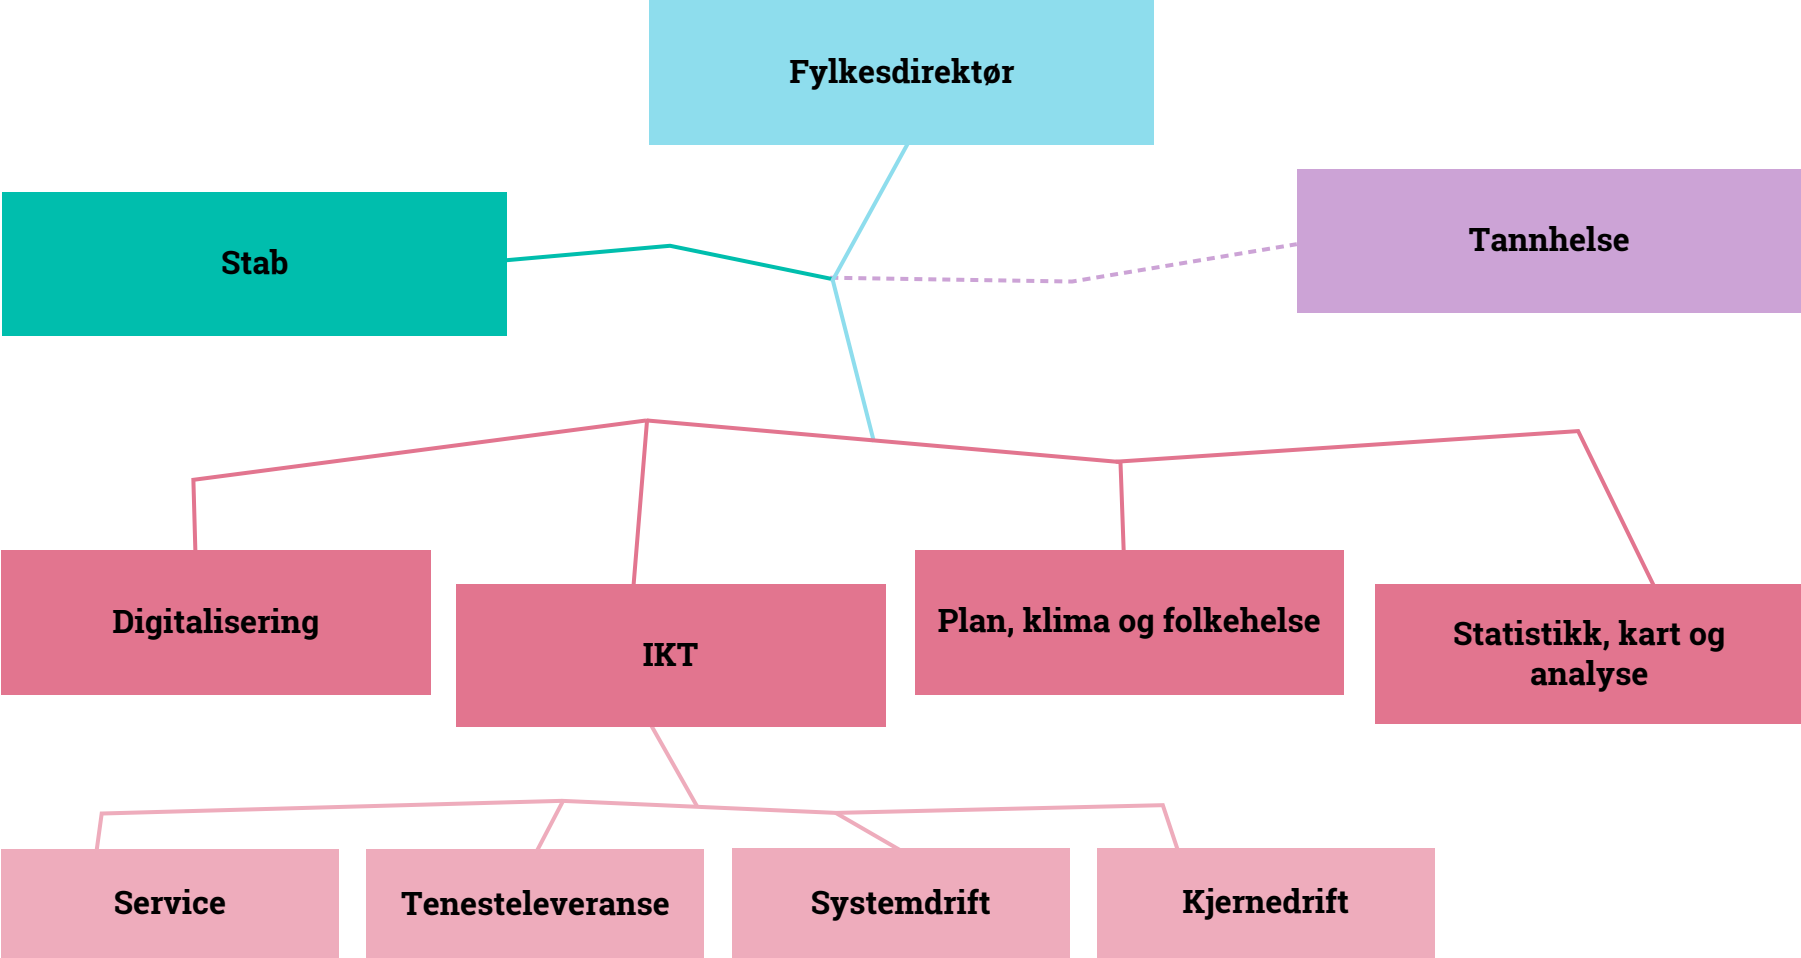 Fylkesdirektør
Stab
Tannhelse
Digitalisering
IKT
Plan, klima og folkehelse
Statistikk, kart og
analyse
Service
Tenesteleveranse
Systemdrift
Kjernedrift